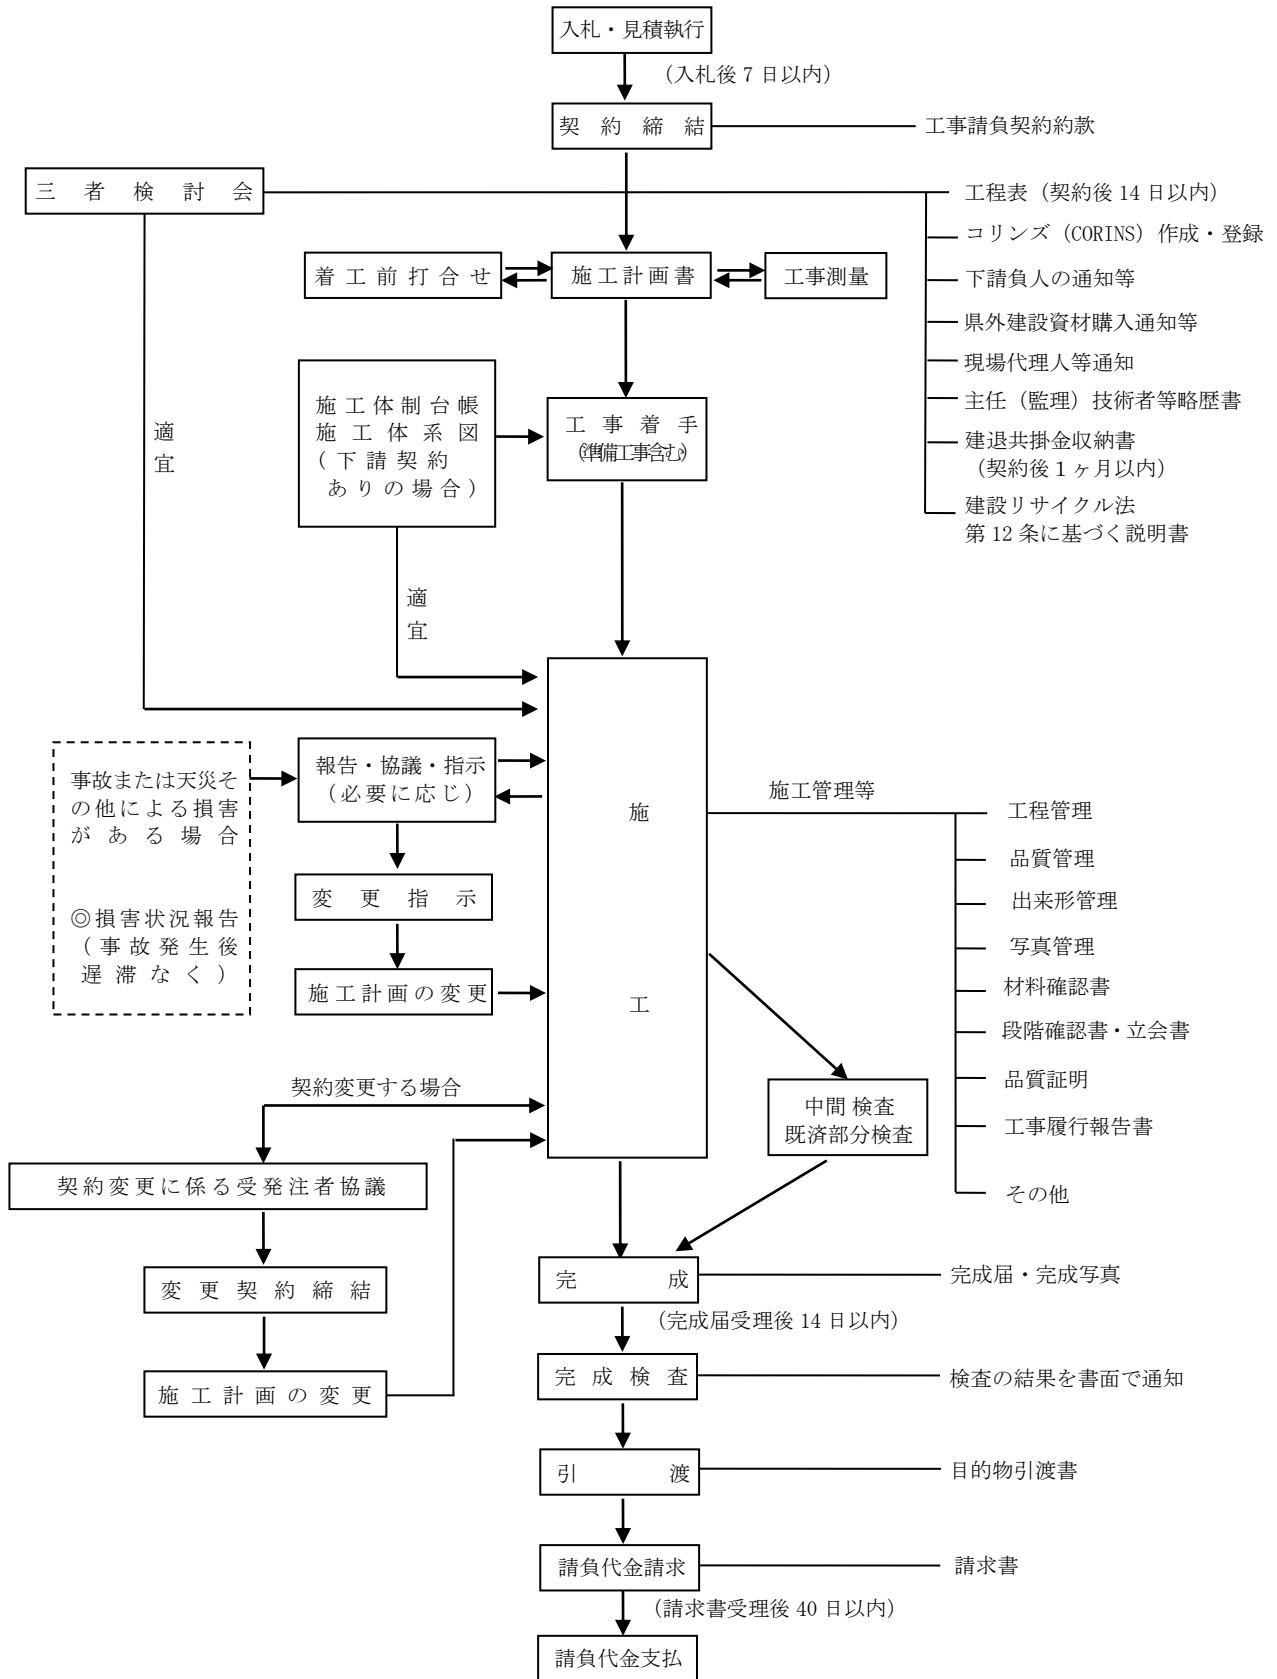 入札・見積執行
(入札後 7 日以内)
契約締結
工事請負契約約款
三者検討会
工程表（契約後 14 日以内）
コリンズ（CORINS）作成・登録
下請負人の通知等
県外建設資材購入通知等
現場代理人等通知
主任（監理）技術者等略歴書
建退共掛金収納書
（契約後１ヶ月以内）
建設リサイクル法
第 12 条に基づく説明書
着工前打合せ
施工計画書
工事測量
適宜
施工体制台帳
施工体系図
（下請契約
ありの場合）
工事着手
(準備工事含む)
適宜
施工
事故または天災そ
の他による損害
がある場合
◎損害状況報告
（事故発生後
遅滞なく）
報告・協議・指示
（必要に応じ）
変更指示
施工計画の変更
施工管理等
工程管理
品質管理
出来形管理
写真管理
材料確認書
段階確認書・立会書
品質証明
工事履行報告書
その他
中間 検査
既済部分検査
契約変更する場合
契約変更に係る受発注者協議
変更契約締結
施工計画の変更
完成
完成届・完成写真
(完成届受理後 14 日以内)
完成検査
検査の結果を書面で通知
引渡
目的物引渡書
請負代金請求
請求書
(請求書受理後 40 日以内)
請負代金支払